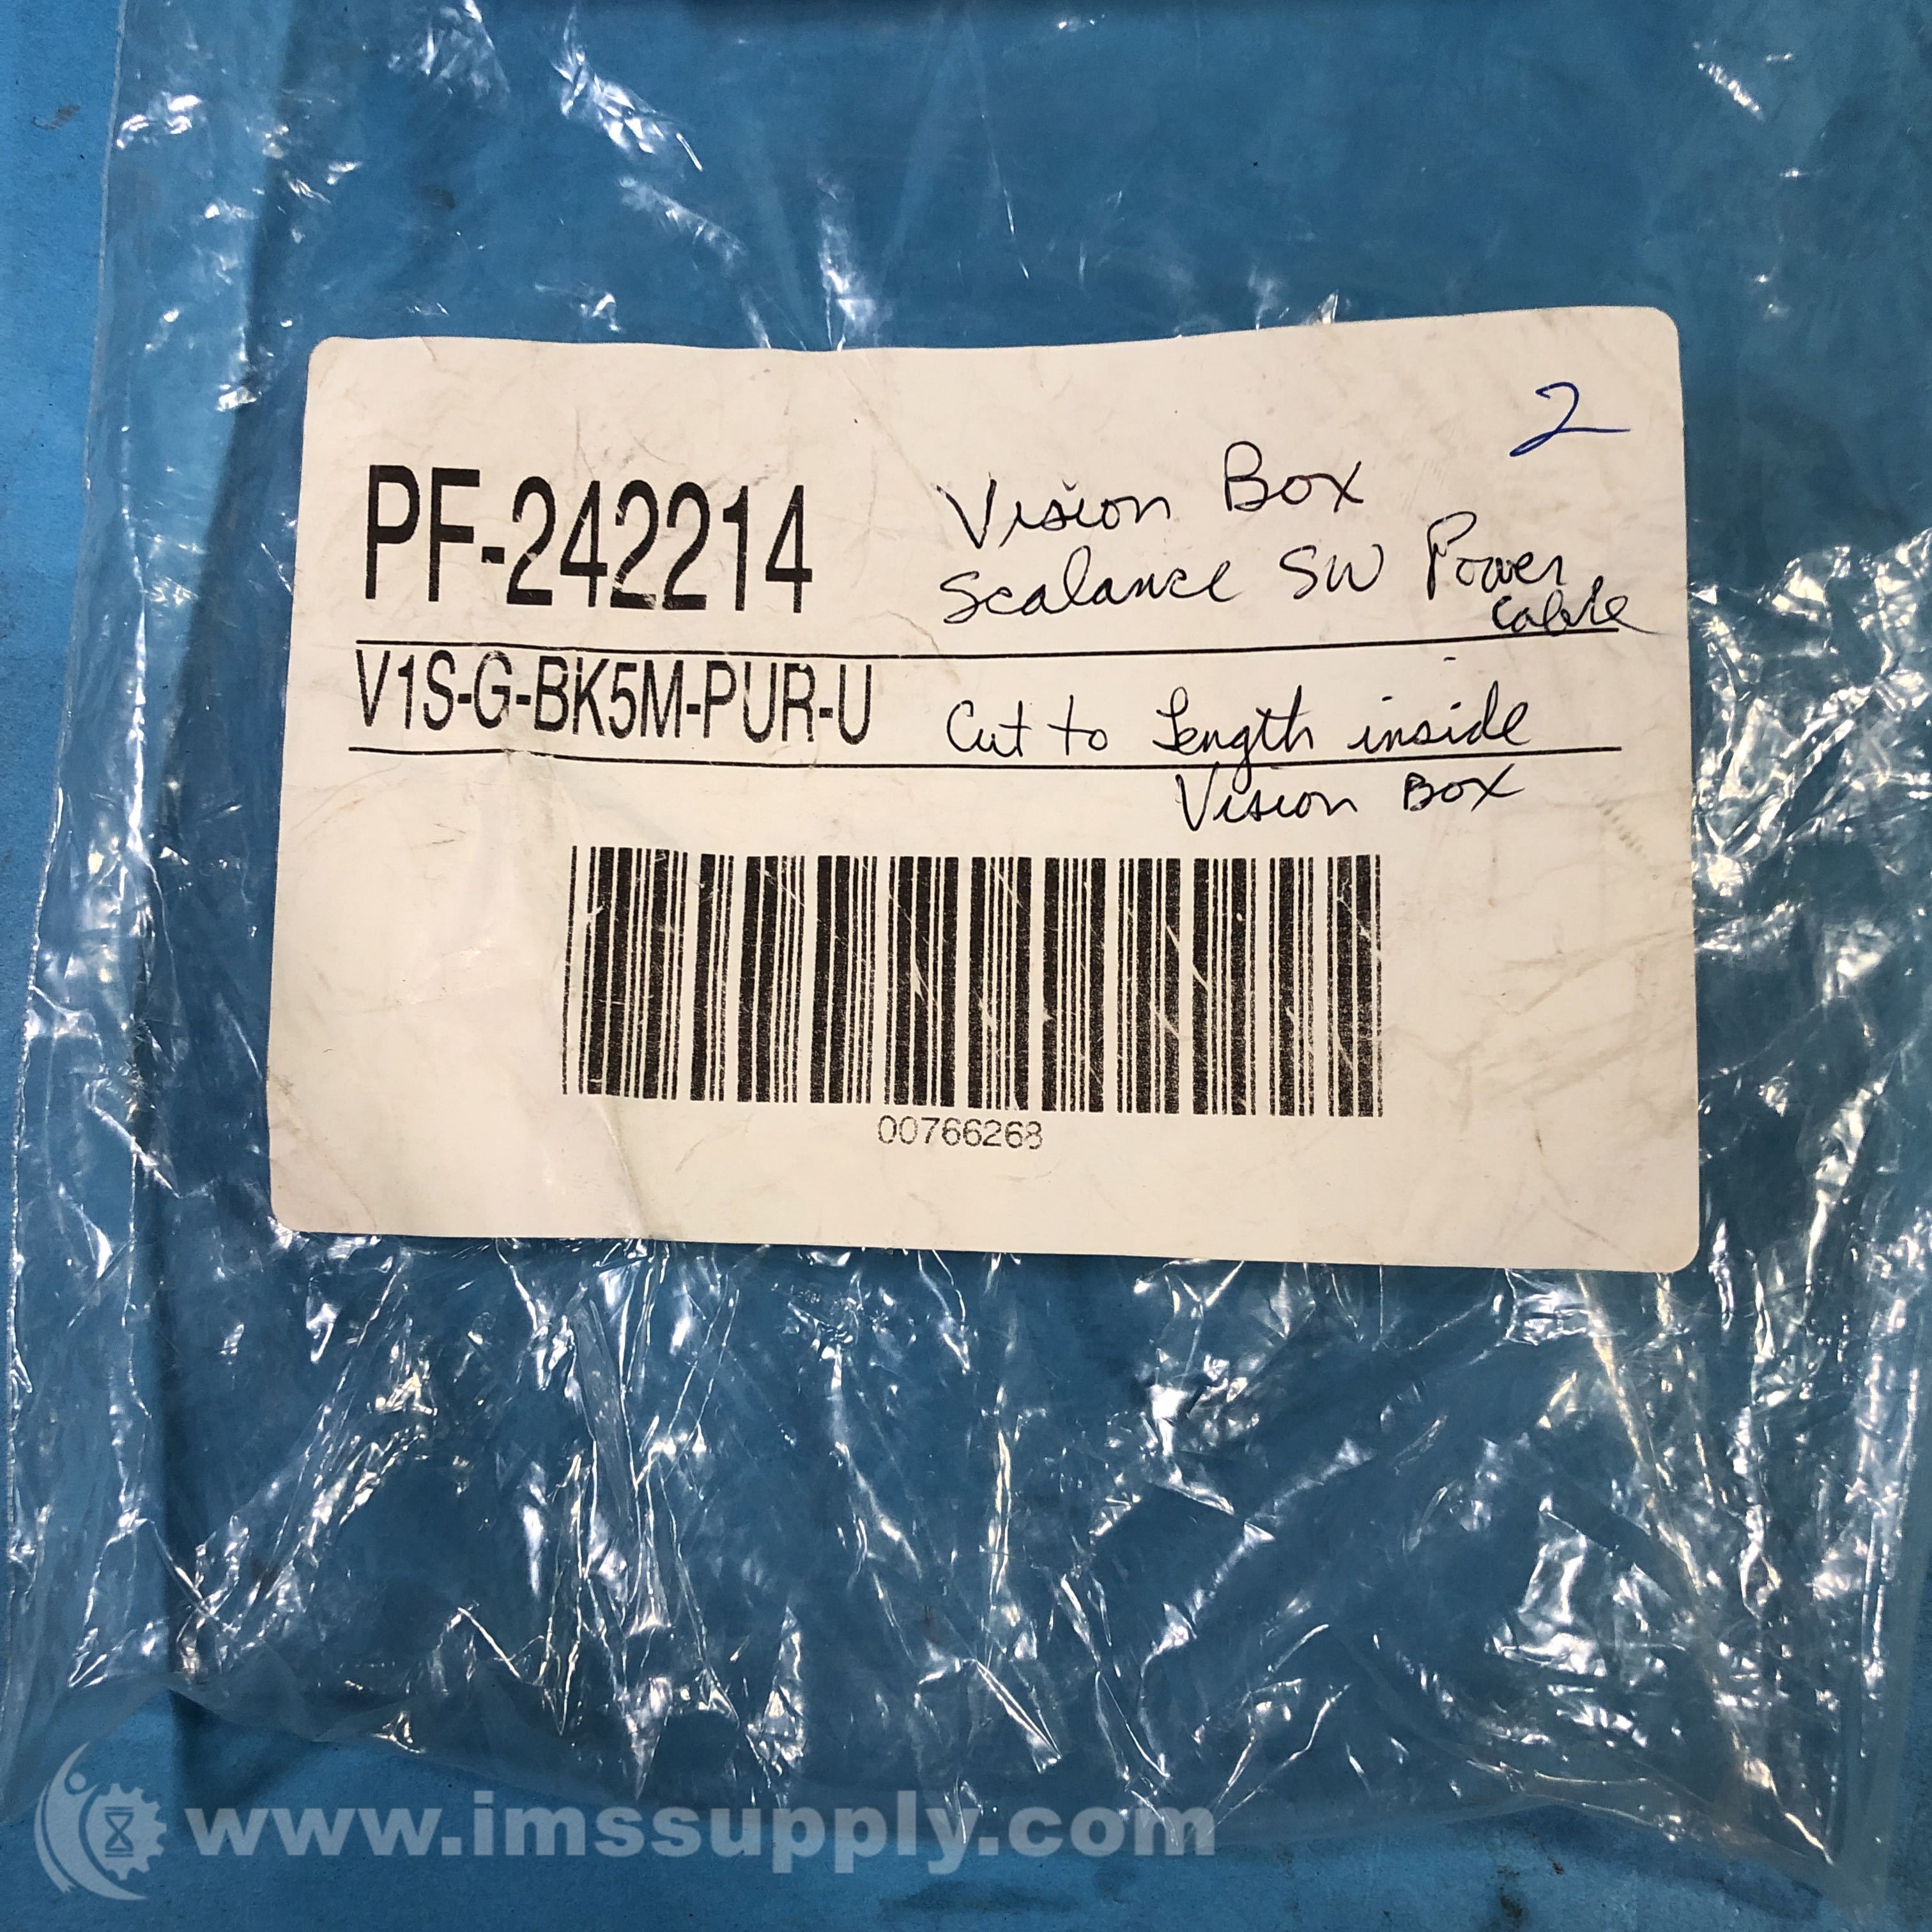 2
PF-242214
Vision Box
Scalance SW Power
Cable
V1S-G-BK5M-PUR-U
Cut to Length inside
Vision Box
00766268
www.imssupply.com